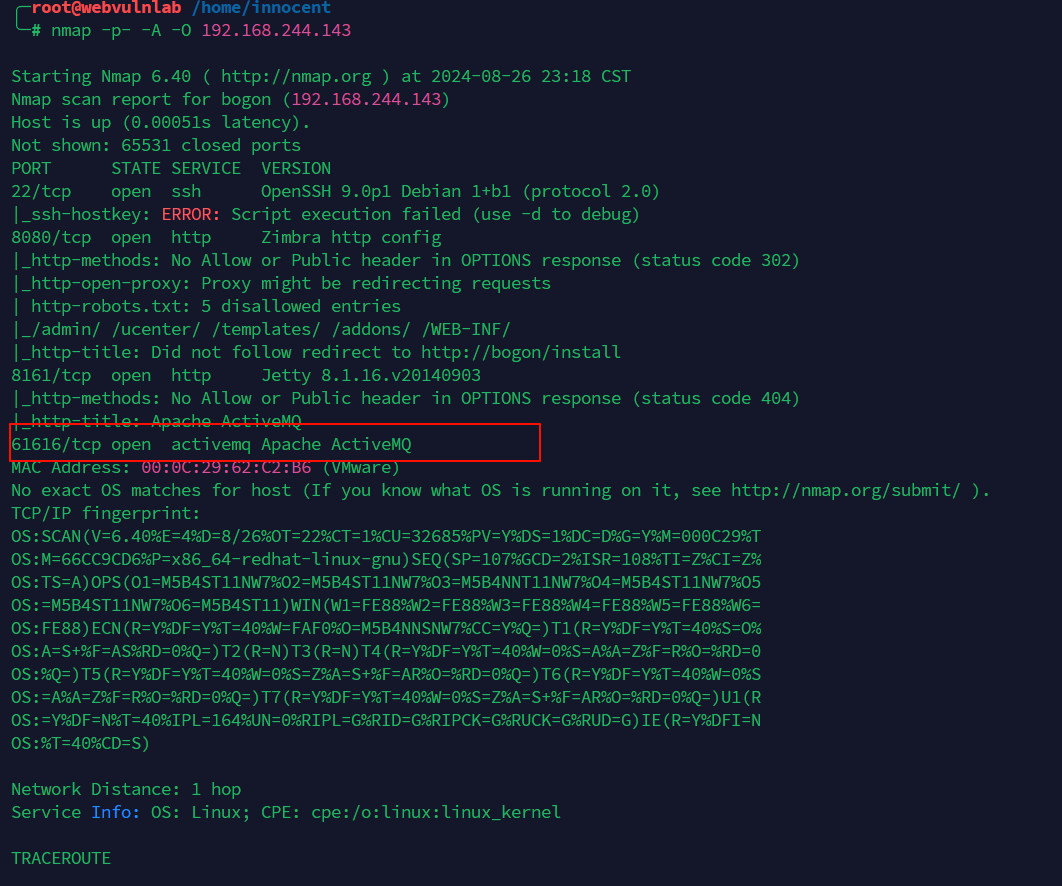 root@webvulnlab /home/innocent
# nmap -p- -A -O 192.168.244.143
Starting Nmap 6.40 ( http://nmap.org ) at 2024-08-26 23:18 CST
Nmap scan report for bogon (192.168.244.143)
Host is up (0.00051s latency).
Not shown: 65531 closed ports
PORT      STATE SERVICE  VERSION
22/tcp    open  ssh      OpenSSH 9.0p1 Debian 1+b1 (protocol 2.0)
|_ssh-hostkey: ERROR: Script execution failed (use -d to debug)
8080/tcp  open  http     Zimbra http config
|_http-methods: No Allow or Public header in OPTIONS response (status code 302)
|_http-open-proxy: Proxy might be redirecting requests
| http-robots.txt: 5 disallowed entries
|_/admin/ /ucenter/ /templates/ /addons/ /WEB-INF/
|_http-title: Did not follow redirect to http://bogon/install
8161/tcp  open  http     Jetty 8.1.16.v20140903
|_http-methods: No Allow or Public header in OPTIONS response (status code 404)
|_http-title: Apache ActiveMQ
61616/tcp open  activemq Apache ActiveMQ
MAC Address: 00:0C:29:62:C2:B6 (VMware)
No exact OS matches for host (If you know what OS is running on it, see http://nmap.org/submit/ ).
TCP/IP fingerprint:
OS:SCAN(V=6.40%E=4%D=8/26%OT=22%CT=1%CU=32685%PV=Y%DS=1%DC=D%G=Y%M=000C29%T
OS:M=66CC9CD6%P=x86_64-redhat-linux-gnu)SEQ(SP=107%GCD=2%ISR=108%TI=Z%CI=Z%
OS:TS=A)OPS(O1=M5B4ST11NW7%O2=M5B4ST11NW7%O3=M5B4NNT11NW7%O4=M5B4ST11NW7%O5
OS:=M5B4ST11NW7%O6=M5B4ST11)WIN(W1=FE88%W2=FE88%W3=FE88%W4=FE88%W5=FE88%W6=
OS:FE88)ECN(R=Y%DF=Y%T=40%W=FAF0%O=M5B4NNSNW7%CC=Y%Q=)T1(R=Y%DF=Y%T=40%S=O%
OS:A=S+%F=AS%RD=0%Q=)T2(R=N)T3(R=N)T4(R=Y%DF=Y%T=40%W=0%S=A%A=Z%F=R%O=%RD=0
OS:%Q=)T5(R=Y%DF=Y%T=40%W=0%S=Z%A=S+%F=AR%O=%RD=0%Q=)T6(R=Y%DF=Y%T=40%W=0%S
OS:=A%A=Z%F=R%O=%RD=0%Q=)T7(R=Y%DF=Y%T=40%W=0%S=Z%A=S+%F=AR%O=%RD=0%Q=)U1(R
OS:=Y%DF=N%T=40%IPL=164%UN=0%RIPL=G%RID=G%RIPCK=G%RUCK=G%RUD=G)IE(R=Y%DFI=N
OS:%T=40%CD=S)
Network Distance: 1 hop
Service Info: OS: Linux; CPE: cpe:/o:linux:linux_kernel
TRACEROUTE